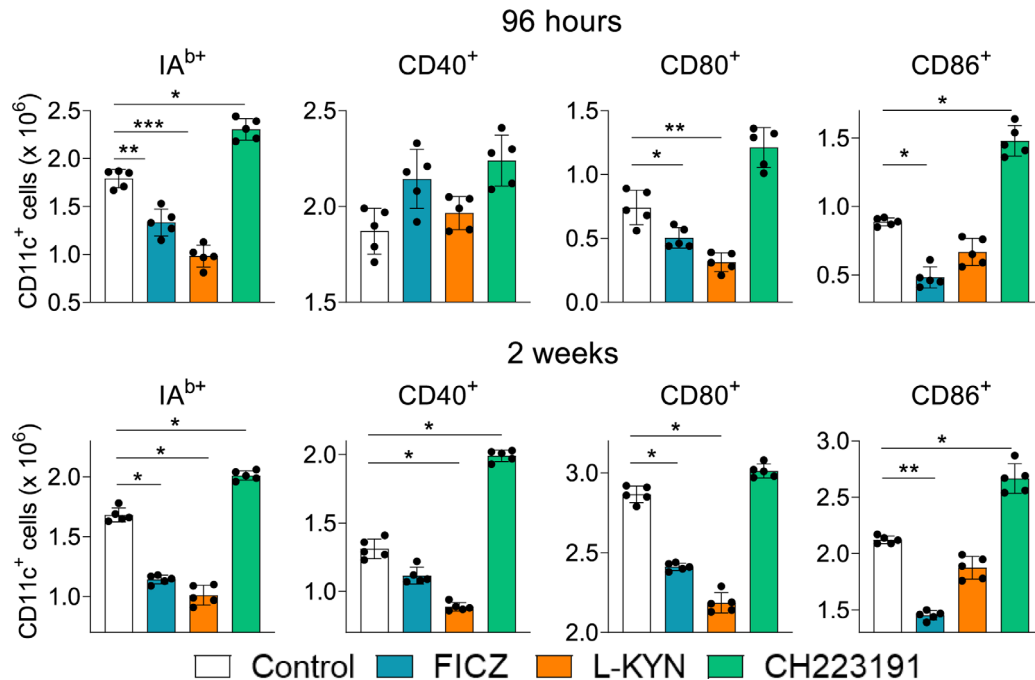 96 hours
IAᵇ⁺ CD40⁺ CD80⁺ CD86⁺
CD11c⁺ cells (x 10⁶)
2.5 2.0 1.5 1.0 0.5
** *** *
2.5 2.0 1.5
1.5 1.0 0.5 0.0
* **
1.5 1.0 0.5
* *
2 weeks
IAᵇ⁺ CD40⁺ CD80⁺ CD86⁺
CD11c⁺ cells (x 10⁶)
2.0 1.5 1.0
* * *
2.0 1.5 1.0
* *
3.0 2.5 2.0
* *
3.0 2.5 2.0 1.5
** *
Control FICZ L-KYN CH223191